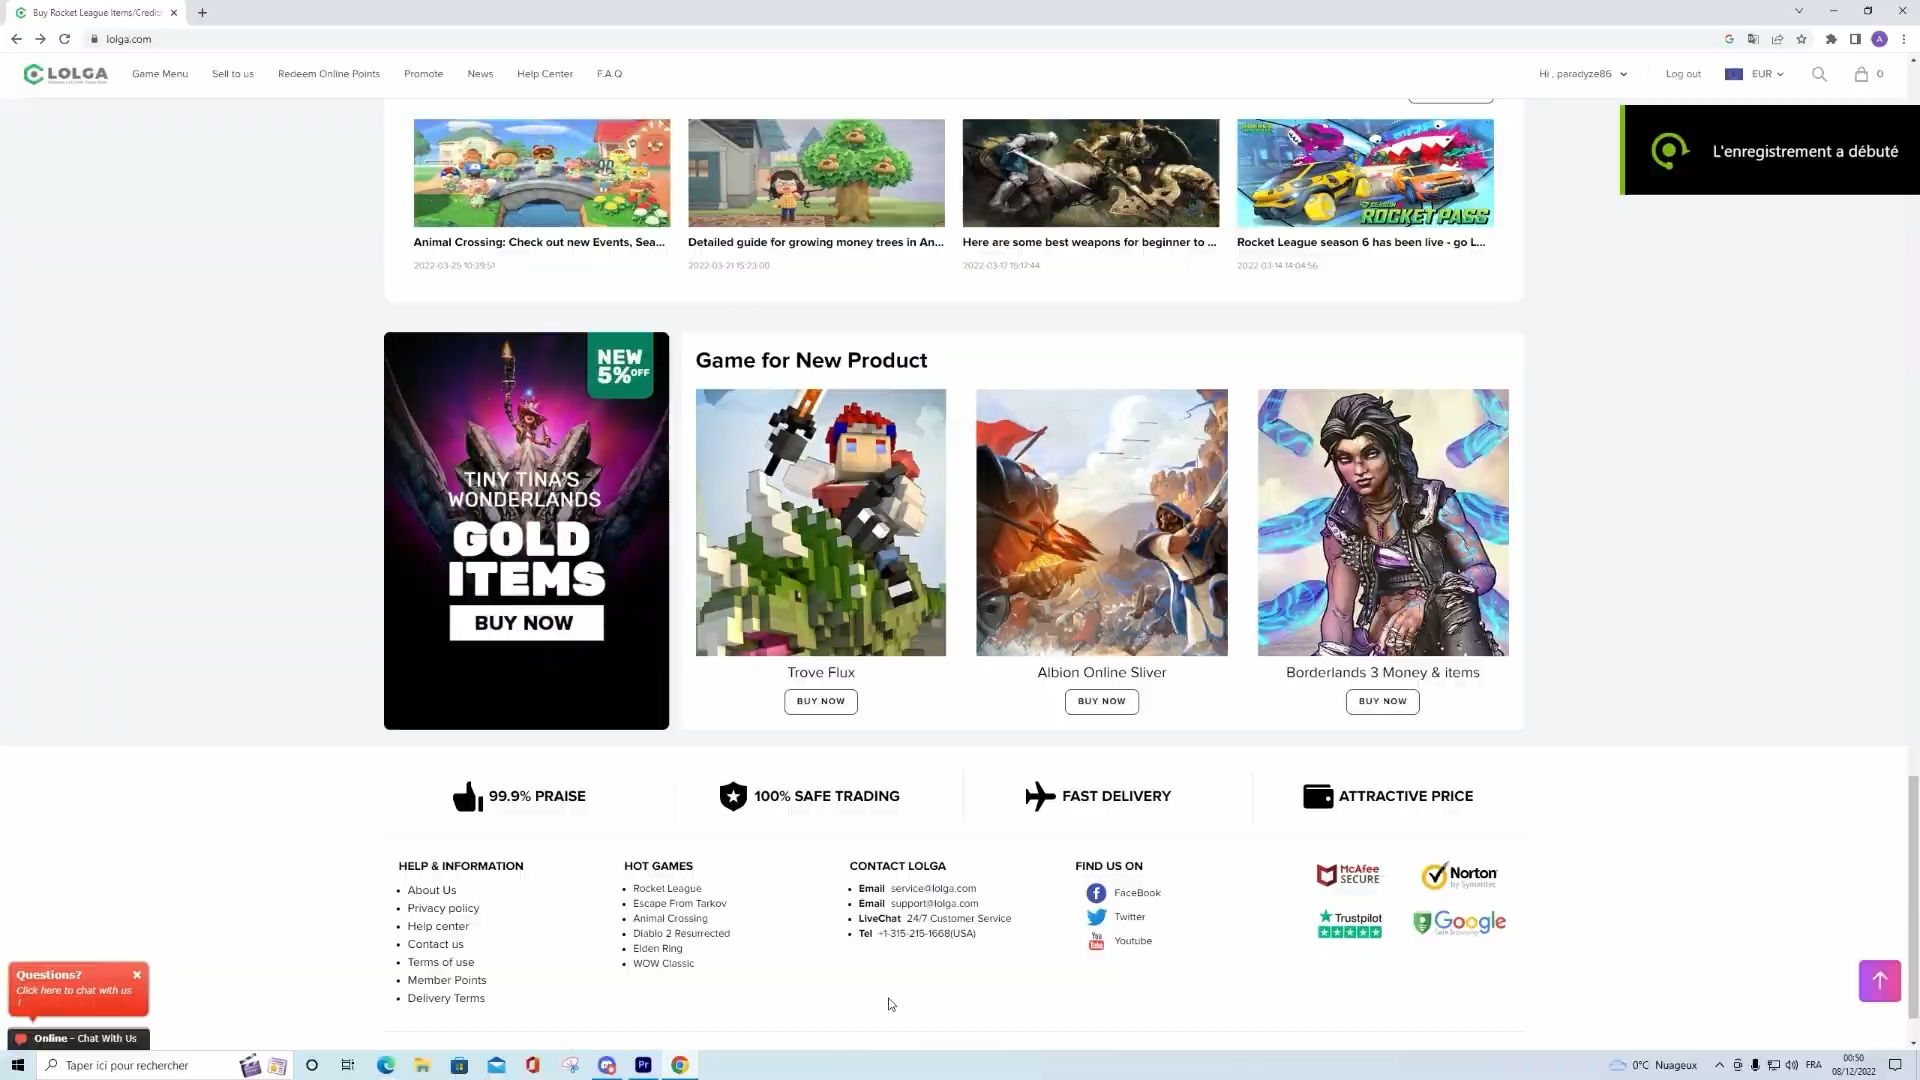 Buy Rocket League Items/Credits
lolga.com
LOLGA
Game Menu
Sell to us
Redeem Online Points
Promote
News
Help Center
F.A.Q
Hi , paradyze86
Log out
EUR
0
L'enregistrement a débuté
ROCKET PASS
Animal Crossing: Check out new Events, Sea...
Detailed guide for growing money trees in An...
Here are some best weapons for beginner to ...
Rocket League season 6 has been live - go L...
2022-03-25 10:39:51
2022-03-21 15:23:00
2022-03-17 15:17:44
2022-03-14 14:04:56
NEW
5% OFF
TINY TINA'S
WONDERLANDS
GOLD
ITEMS
BUY NOW
Game for New Product
Trove Flux
Albion Online Sliver
Borderlands 3 Money & items
BUY NOW
BUY NOW
BUY NOW
99.9% PRAISE
100% SAFE TRADING
FAST DELIVERY
ATTRACTIVE PRICE
HELP & INFORMATION
About Us
Privacy policy
Help center
Contact us
Terms of use
Member Points
Delivery Terms
HOT GAMES
Rocket League
Escape From Tarkov
Animal Crossing
Diablo 2 Resurrected
Elden Ring
WOW Classic
CONTACT LOLGA
Email service@lolga.com
Email support@lolga.com
LiveChat 24/7 Customer Service
Tel +1-315-215-1668(USA)
FIND US ON
FaceBook
Twitter
You Tube
Youtube
McAfee
SECURE
Norton
by Symantec
Trustpilot
Google
Safe Browsing
Questions?
Click here to chat with us
!
Online - Chat With Us
Taper ici pour rechercher
Pr
0°C Nuageux
FRA
00:50
08/12/2022